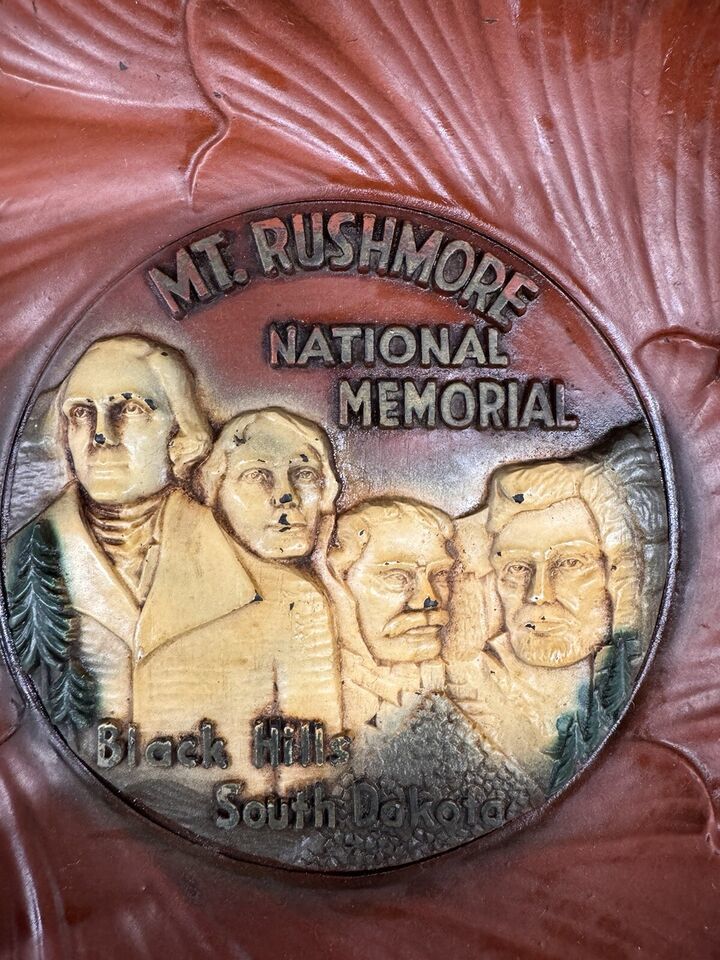 MT. RUSHMORE
NATIONAL
MEMORIAL
Black Hills
South Dakota